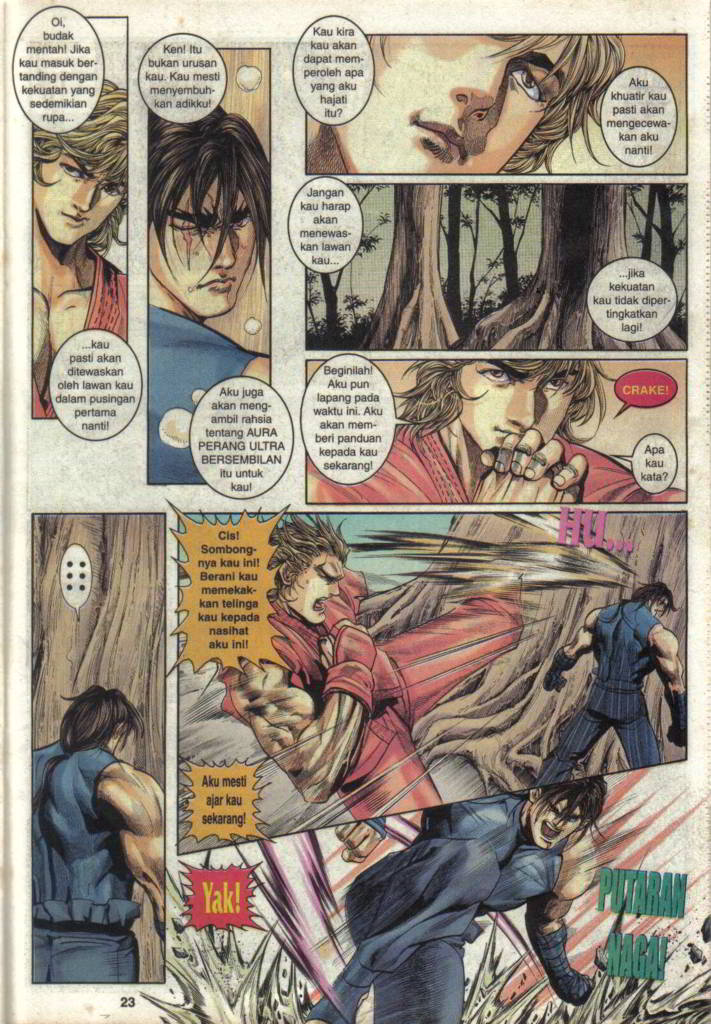 Oi,
budak
mentah! Jika
kau masuk ber-
tanding dengan
kekuatan yang
sedemikian
rupa...
...kau
pasti akan
ditewaskan
oleh lawan kau
dalam pusingan
pertama
nanti!
Ken! Itu
bukan urusan
kau. Kau mesti
menyembuh-
kan adikku!
Aku juga
akan meng-
ambil rahsia
tentang AURA
PERANG ULTRA
BERSEMBILAN
itu untuk
kau!
Kau kira
kau akan
dapat mem-
peroleh apa
yang aku
hajati
itu?
Aku
khuatir kau
pasti akan
mengecewa-
kan aku
nanti!
Jangan
kau harap
akan
menewas-
kan lawan
kau...
...jika
kekuatan
kau tidak diper-
tingkatkan
lagi!
Beginilah!
Aku pun
lapang pada
waktu ini. Aku
akan mem-
beri panduan
kepada kau
sekarang!
CRAKE!
Apa
kau
kata?
Cis!
Sombong-
nya kau ini!
Berani kau
memekak-
kan telinga
kau kepada
nasihat
aku ini!
HU...
Aku mesti
ajar kau
sekarang!
Yak!
PUTARAN
NAGA!
23